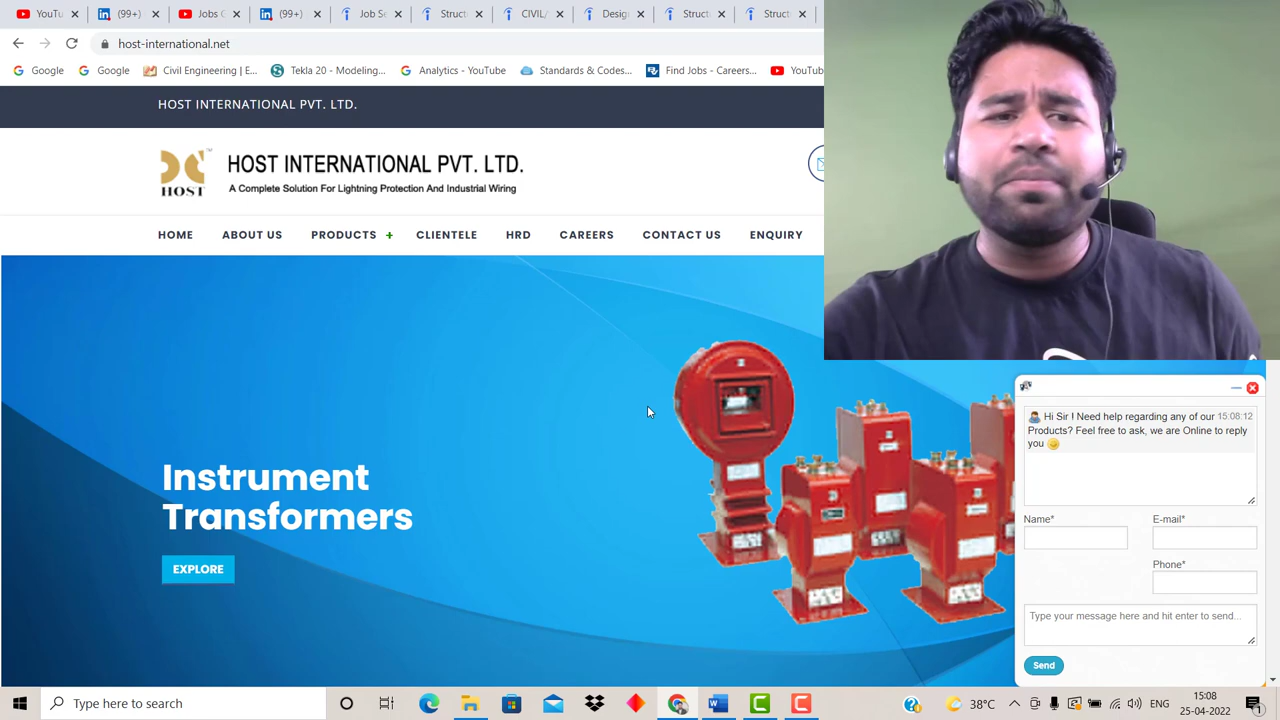 YouTu
(99+)
Jobs C
(99+)
Job Se
Struct
CIVIL/
Design
Struct
Struct
host-international.net
Google
Google
Civil Engineering | E...
Tekla 20 - Modeling...
Analytics - YouTube
Standards & Codes...
Find Jobs - Careers...
YouTub
HOST INTERNATIONAL PVT. LTD.
HOST
HOST INTERNATIONAL PVT. LTD.
A Complete Solution For Lightning Protection And Industrial Wiring
HOME ABOUT US PRODUCTS + CLIENTELE HRD CAREERS CONTACT US ENQUIRY
Instrument
Transformers
EXPLORE
Hi Sir ! Need help regarding any of our 15:08:12
Products? Feel free to ask, we are Online to reply
you
Name* E-mail*
Phone*
Type your message here and hit enter to send...
Send
Type here to search
38°C
ENG
15:08
25-04-2022
1